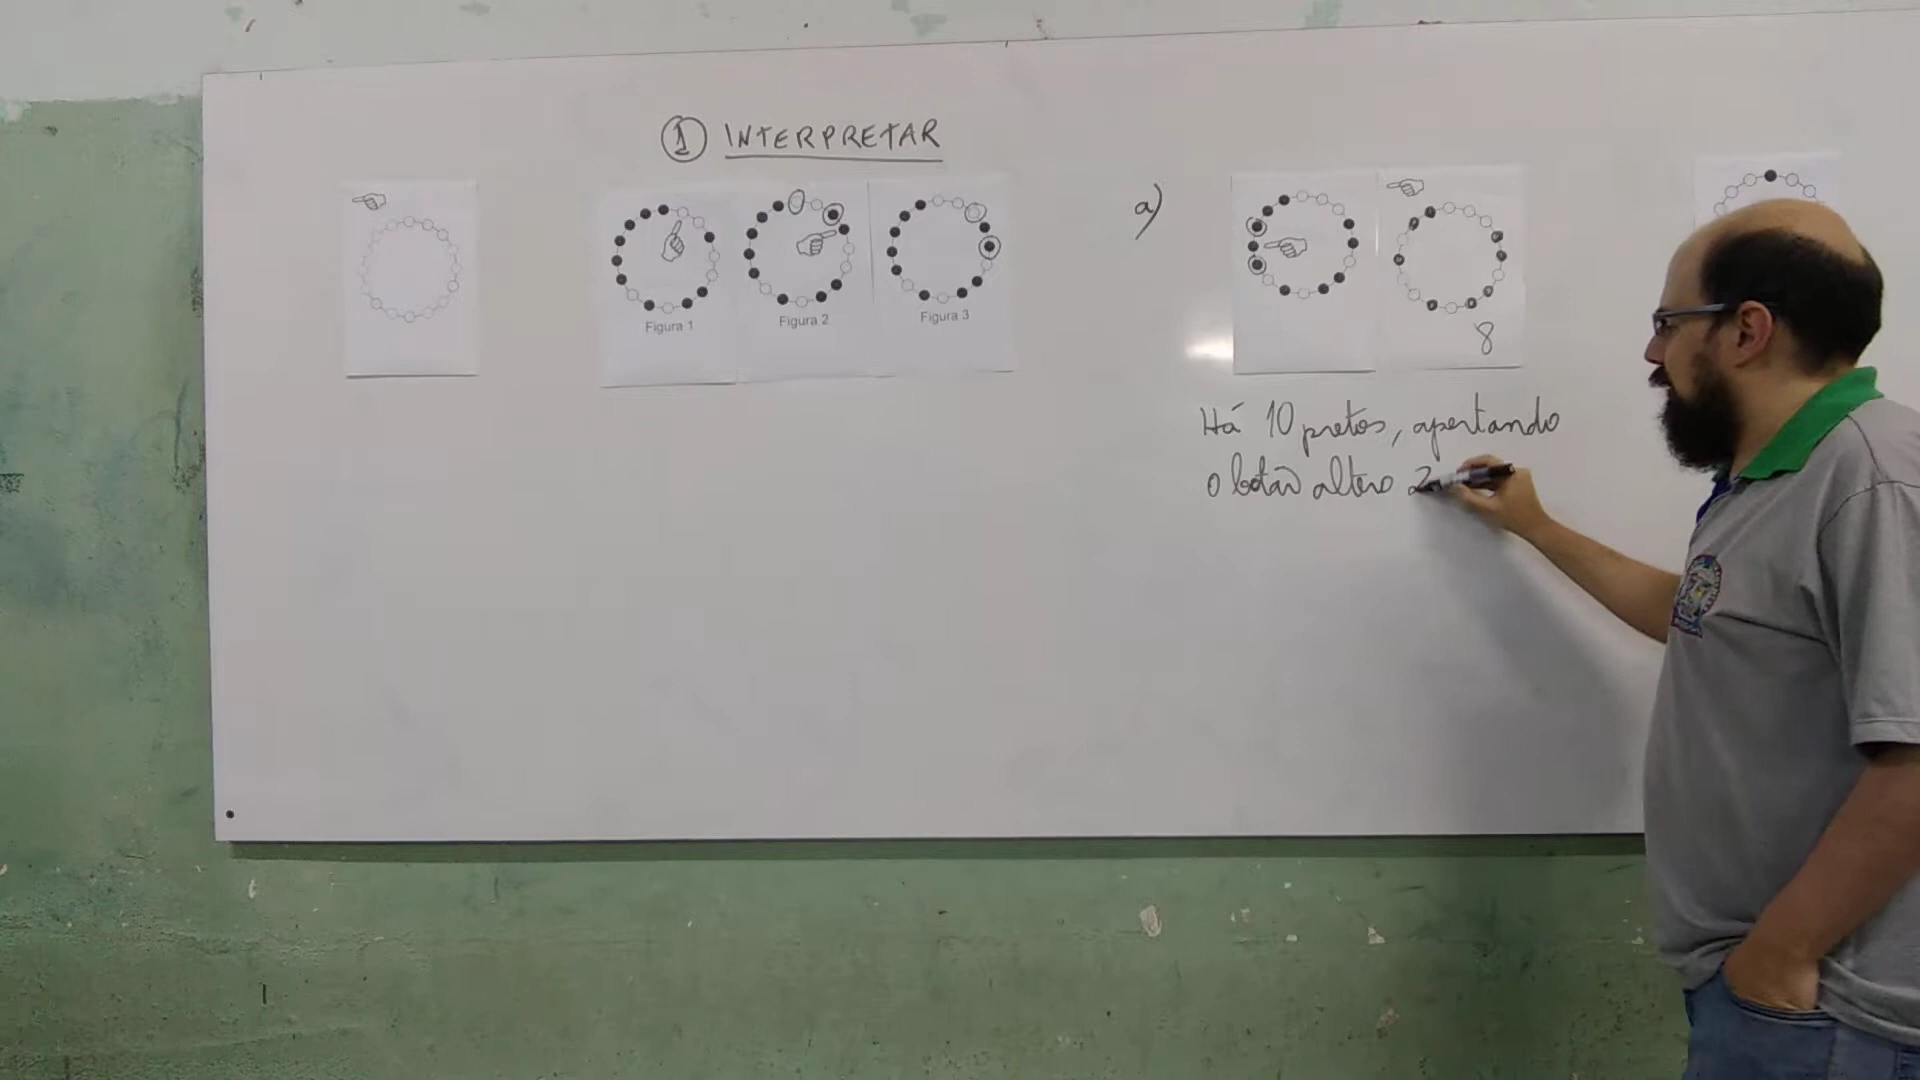 ① INTERPRETAR
Figura 1
Figura 2
Figura 3
a)
8
Há 10 pretos, apertando
o botão altero 2